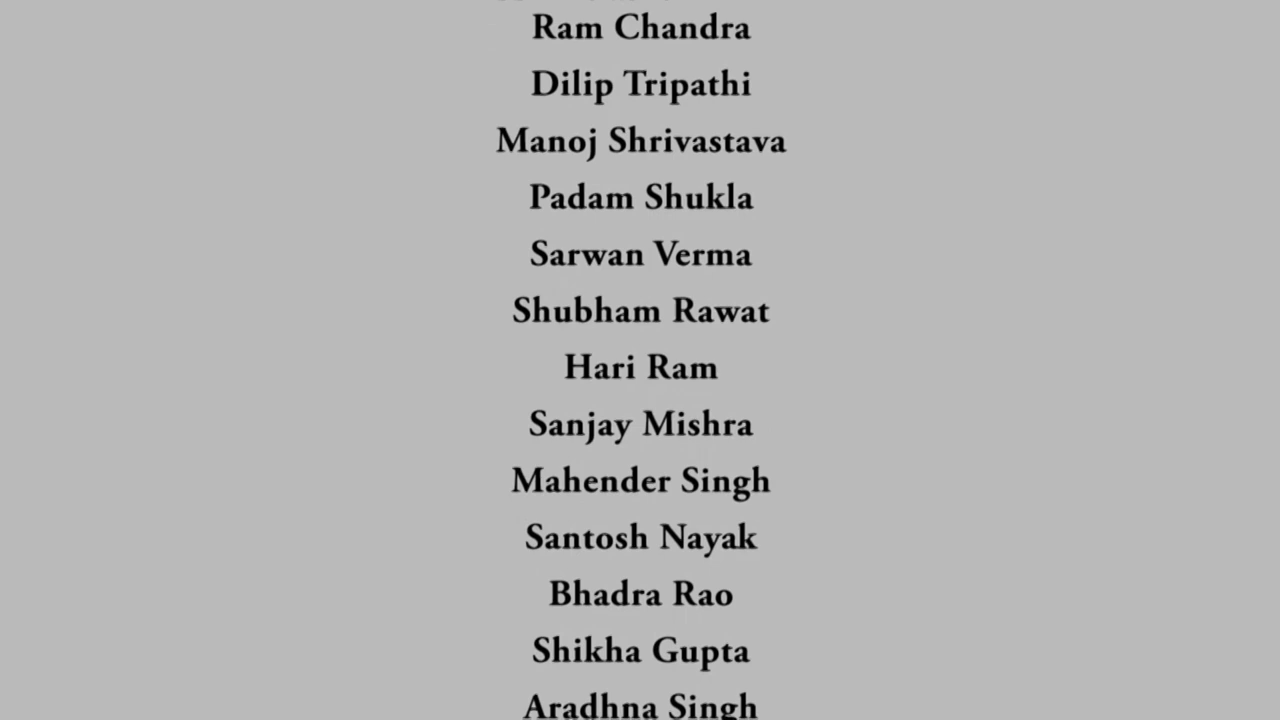 Ram Chandra
Dilip Tripathi
Manoj Shrivastava
Padam Shukla
Sarwan Verma
Shubham Rawat
Hari Ram
Sanjay Mishra
Mahender Singh
Santosh Nayak
Bhadra Rao
Shikha Gupta
Aradhna Singh